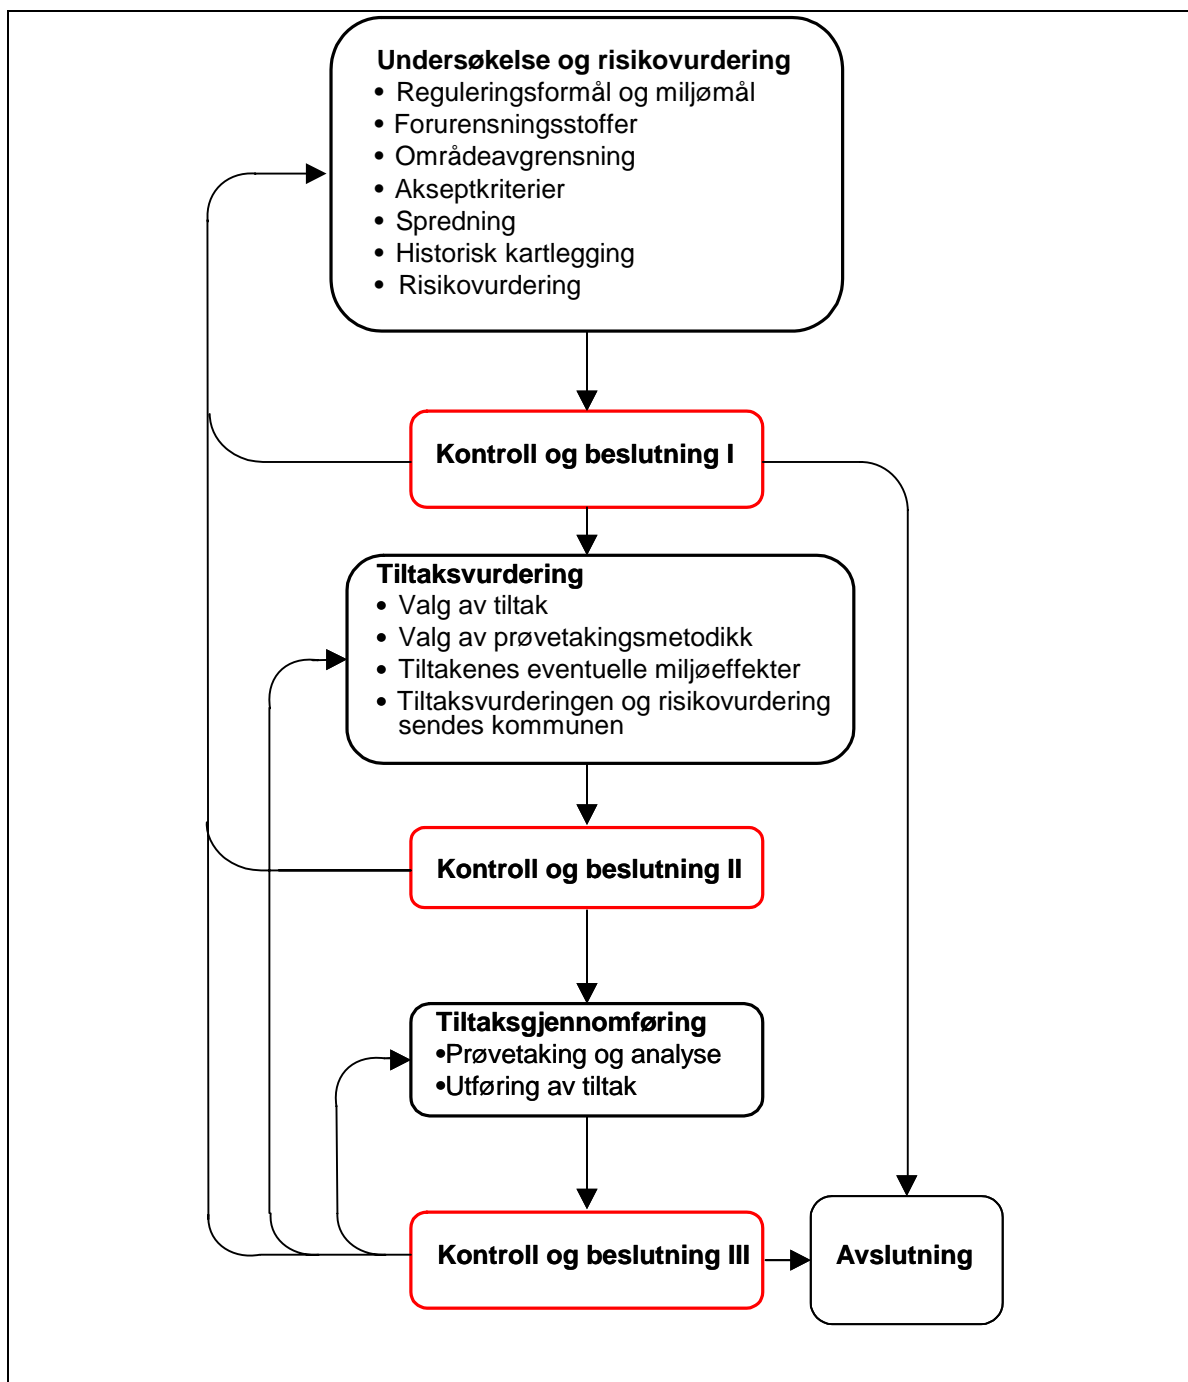 Undersøkelse og risikovurdering
• Reguleringsformål og miljømål
• Forurensningsstoffer
• Områdeavgrensning
• Akseptkriterier
• Spredning
• Historisk kartlegging
• Risikovurdering
Kontroll og beslutning I
Tiltaksvurdering
• Valg av tiltak
• Valg av prøvetakingsmetodikk
• Tiltakenes eventuelle miljøeffekter
• Tiltaksvurderingen og risikovurdering
sendes kommunen
Kontroll og beslutning II
Tiltaksgjennomføring
•Prøvetaking og analyse
•Utføring av tiltak
Kontroll og beslutning III
Avslutning